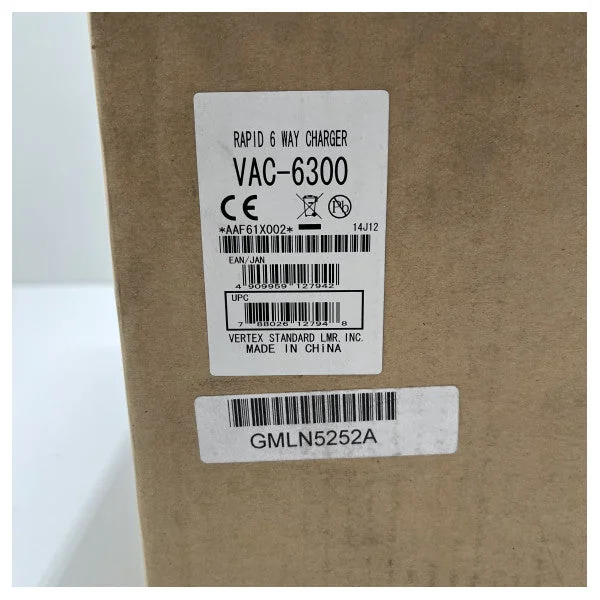 RAPID 6 WAY CHARGER
VAC-6300
CE
Pb
*AAF61X002*
14J12
EAN/JAN
4 909959 127942
UPC
7 88026 12794 8
VERTEX STANDARD LMR, INC.
MADE IN CHINA
GMLN5252A